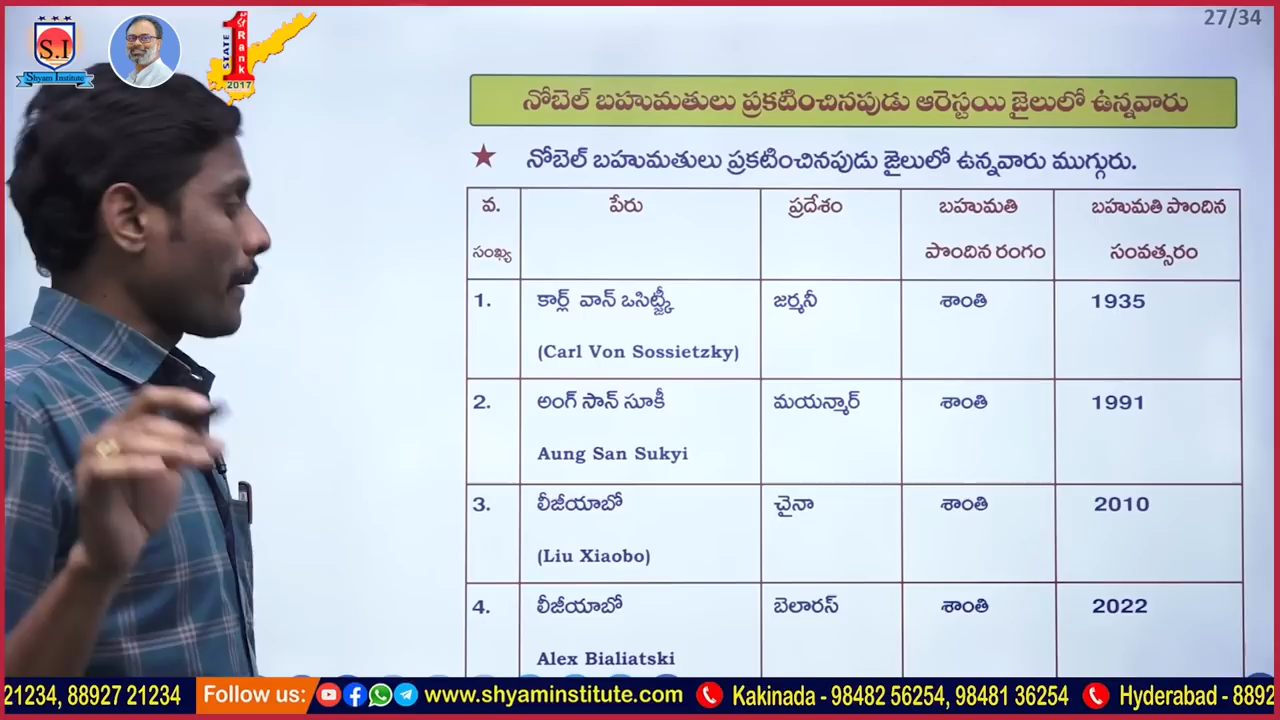 27/34
S.I
Shyam Institute
STATE
1
Rank
2017
నోబెల్ బహుమతులు ప్రకటించినపుడు ఆరెస్టయి జైలులో ఉన్నవారు
★ నోబెల్ బహుమతులు ప్రకటించినపుడు జైలులో ఉన్నవారు ముగ్గురు.
వ. పేరు ప్రదేశం బహుమతి బహుమతి పొందిన
సంఖ్య పొందిన రంగం సంవత్సరం
1. కార్ల్ వాన్ ఒసిట్జ్కీ జర్మనీ శాంతి 1935
(Carl Von Sossietzky)
2. అంగ్ సాన్ సూకీ మయన్మార్ శాంతి 1991
Aung San Sukyi
3. లీజీయాబో చైనా శాంతి 2010
(Liu Xiaobo)
4. లీజీయాబో బెలారస్ శాంతి 2022
Alex Bialiatski
21234, 88927 21234 Follow us: www.shyaminstitute.com Kakinada - 98482 56254, 98481 36254 Hyderabad - 8892